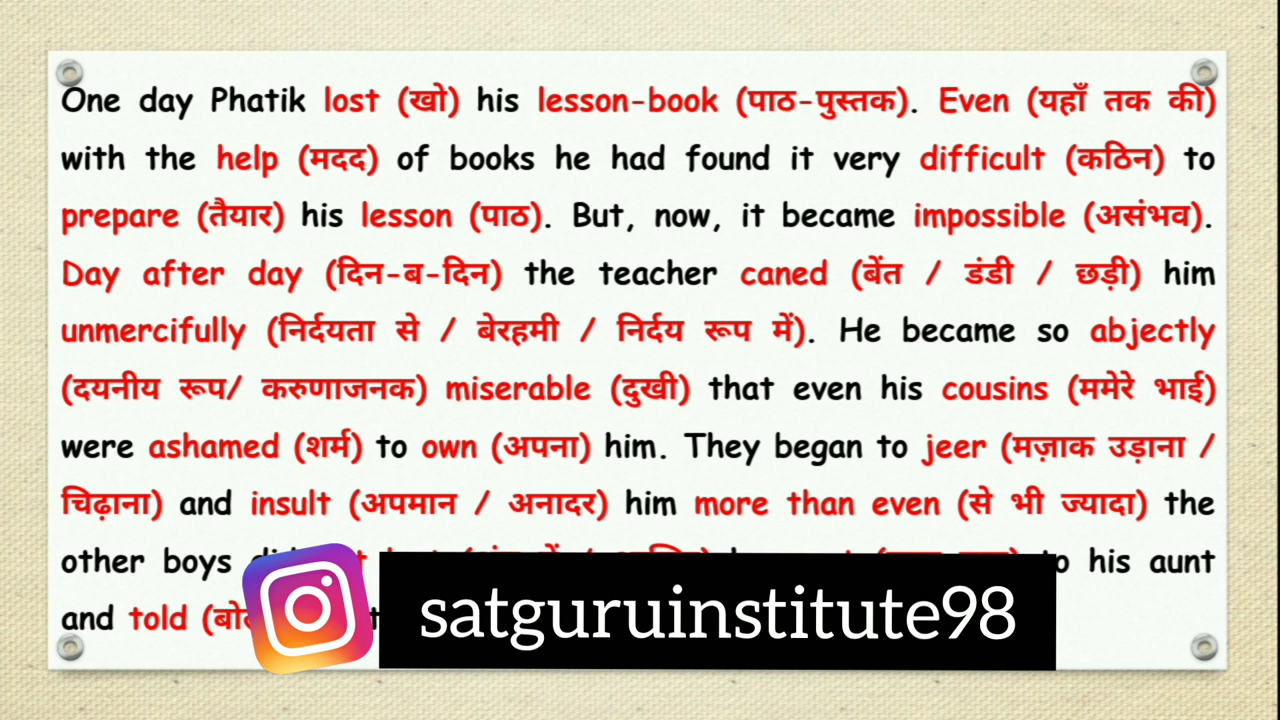 One day Phatik lost (खो) his lesson-book (पाठ-पुस्तक). Even (यहाँ तक की)
with the help (मदद) of books he had found it very difficult (कठिन) to
prepare (तैयार) his lesson (पाठ). But, now, it became impossible (असंभव).
Day after day (दिन-ब-दिन) the teacher caned (बेंत / डंडी / छड़ी) him
unmercifully (निर्दयता से / बेरहमी / निर्दय रूप में). He became so abjectly
(दयनीय रूप/ करुणाजनक) miserable (दुखी) that even his cousins (ममेरे भाई)
were ashamed (शर्म) to own (अपना) him. They began to jeer (मज़ाक उड़ाना /
चिढ़ाना) and insult (अपमान / अनादर) him more than even (से भी ज्यादा) the
other boys to his aunt
and told
satguruinstitute98